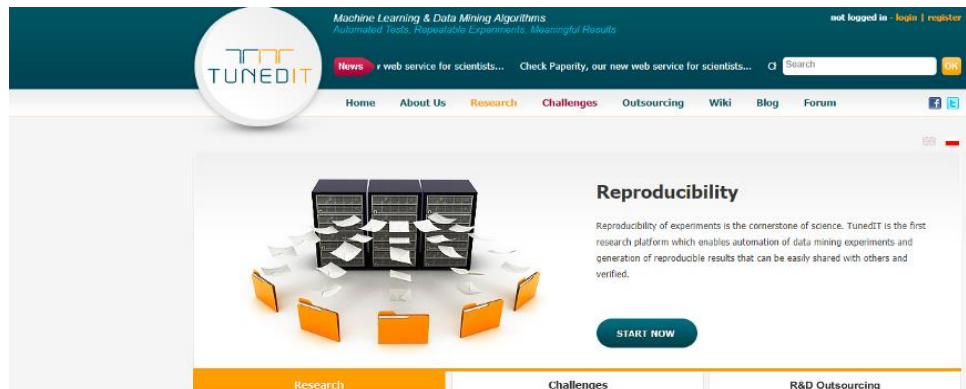 Machine Learning & Data Mining Algorithms
Automated Tests, Repeatable Experiments, Meaningful Results
not logged in - login | register
TUNEDIT
News web service for scientists... Check Paperity, our new web service for scientists...
Search
OK
Home About Us Research Challenges Outsourcing Wiki Blog Forum
Reproducibility
Reproducibility of experiments is the cornerstone of science. TunedIT is the first
research platform which enables automation of data mining experiments and
generation of reproducible results that can be easily shared with others and
verified.
START NOW
Research Challenges R&D Outsourcing